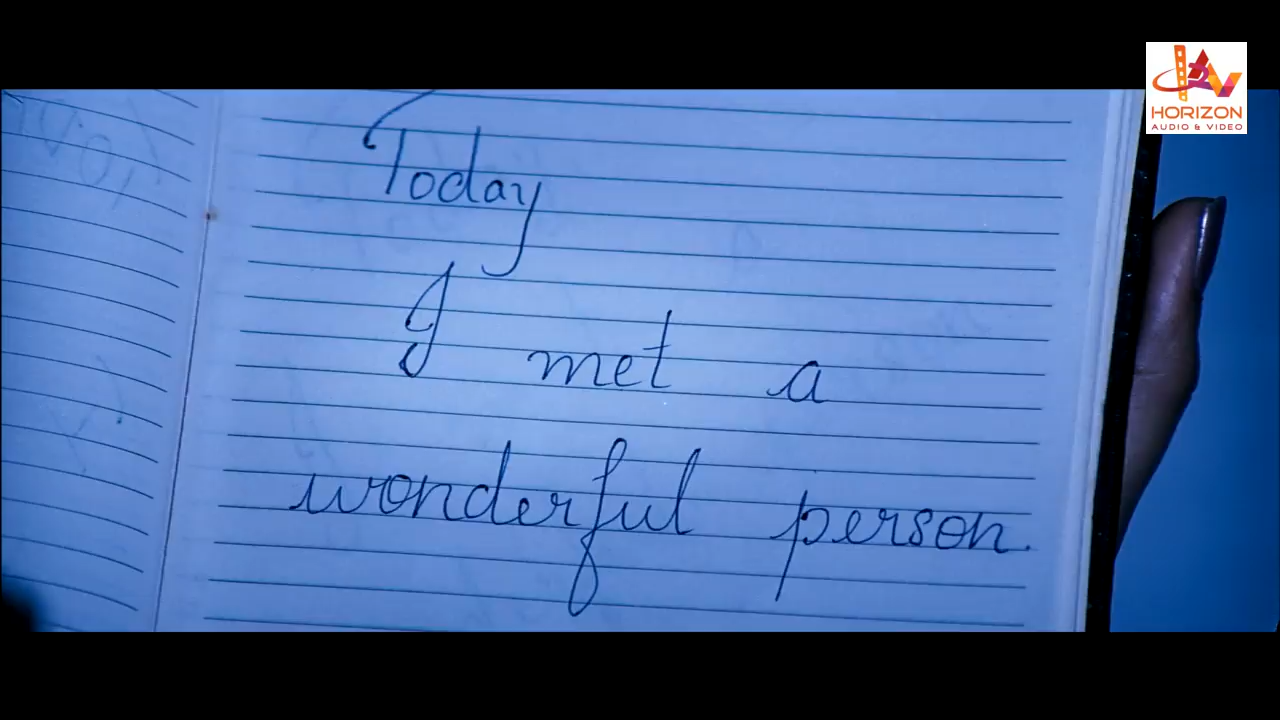 HORIZON
AUDIO & VIDEO
Today
I met a
wonderful person.